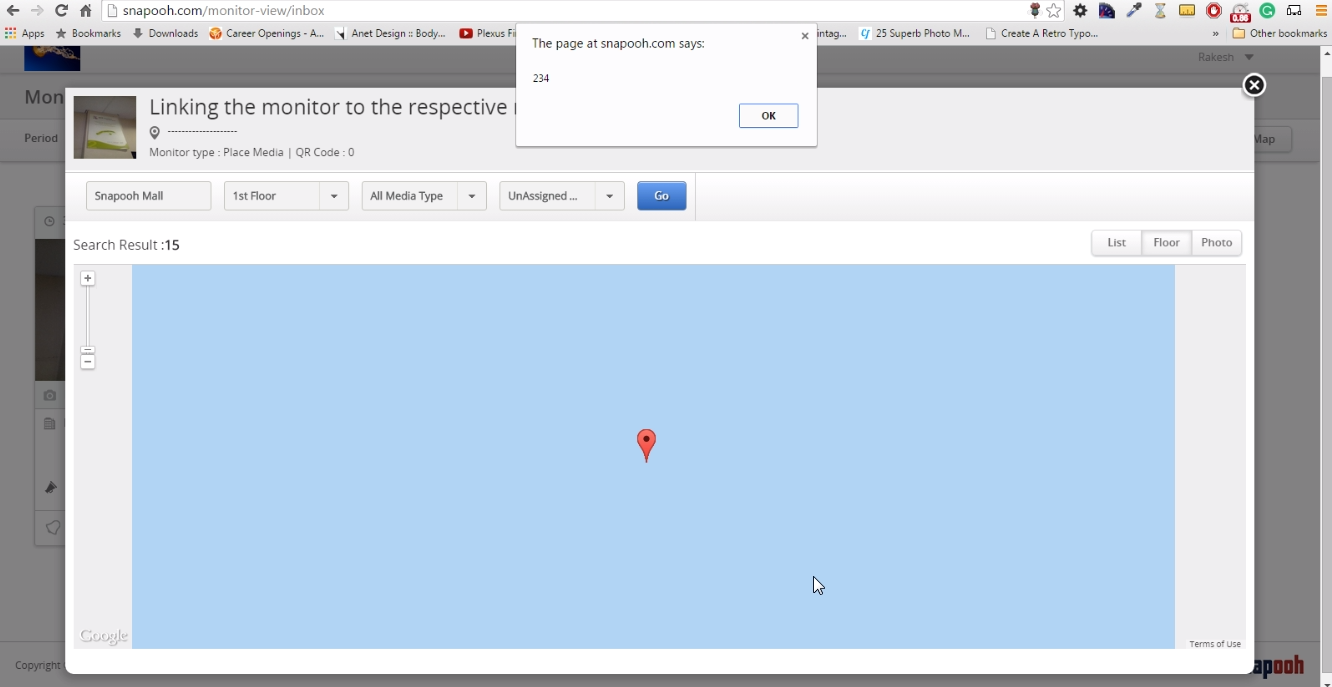 snapooh.com/monitor-view/inbox
Apps Bookmarks Downloads Career Openings - A... Anet Design :: Body... Plexus Fi intag... 25 Superb Photo M... Create A Retro Typo... » Other bookmarks
0.86
The page at snapooh.com says:
234
OK
Rakesh
Mon
Linking the monitor to the respective
--------------------
Monitor type : Place Media | QR Code : 0
Period
Map
Snapooh Mall 1st Floor All Media Type UnAssigned ... Go
Search Result :15
List Floor Photo
+
−
Google
Terms of Use
Copyright
apooh